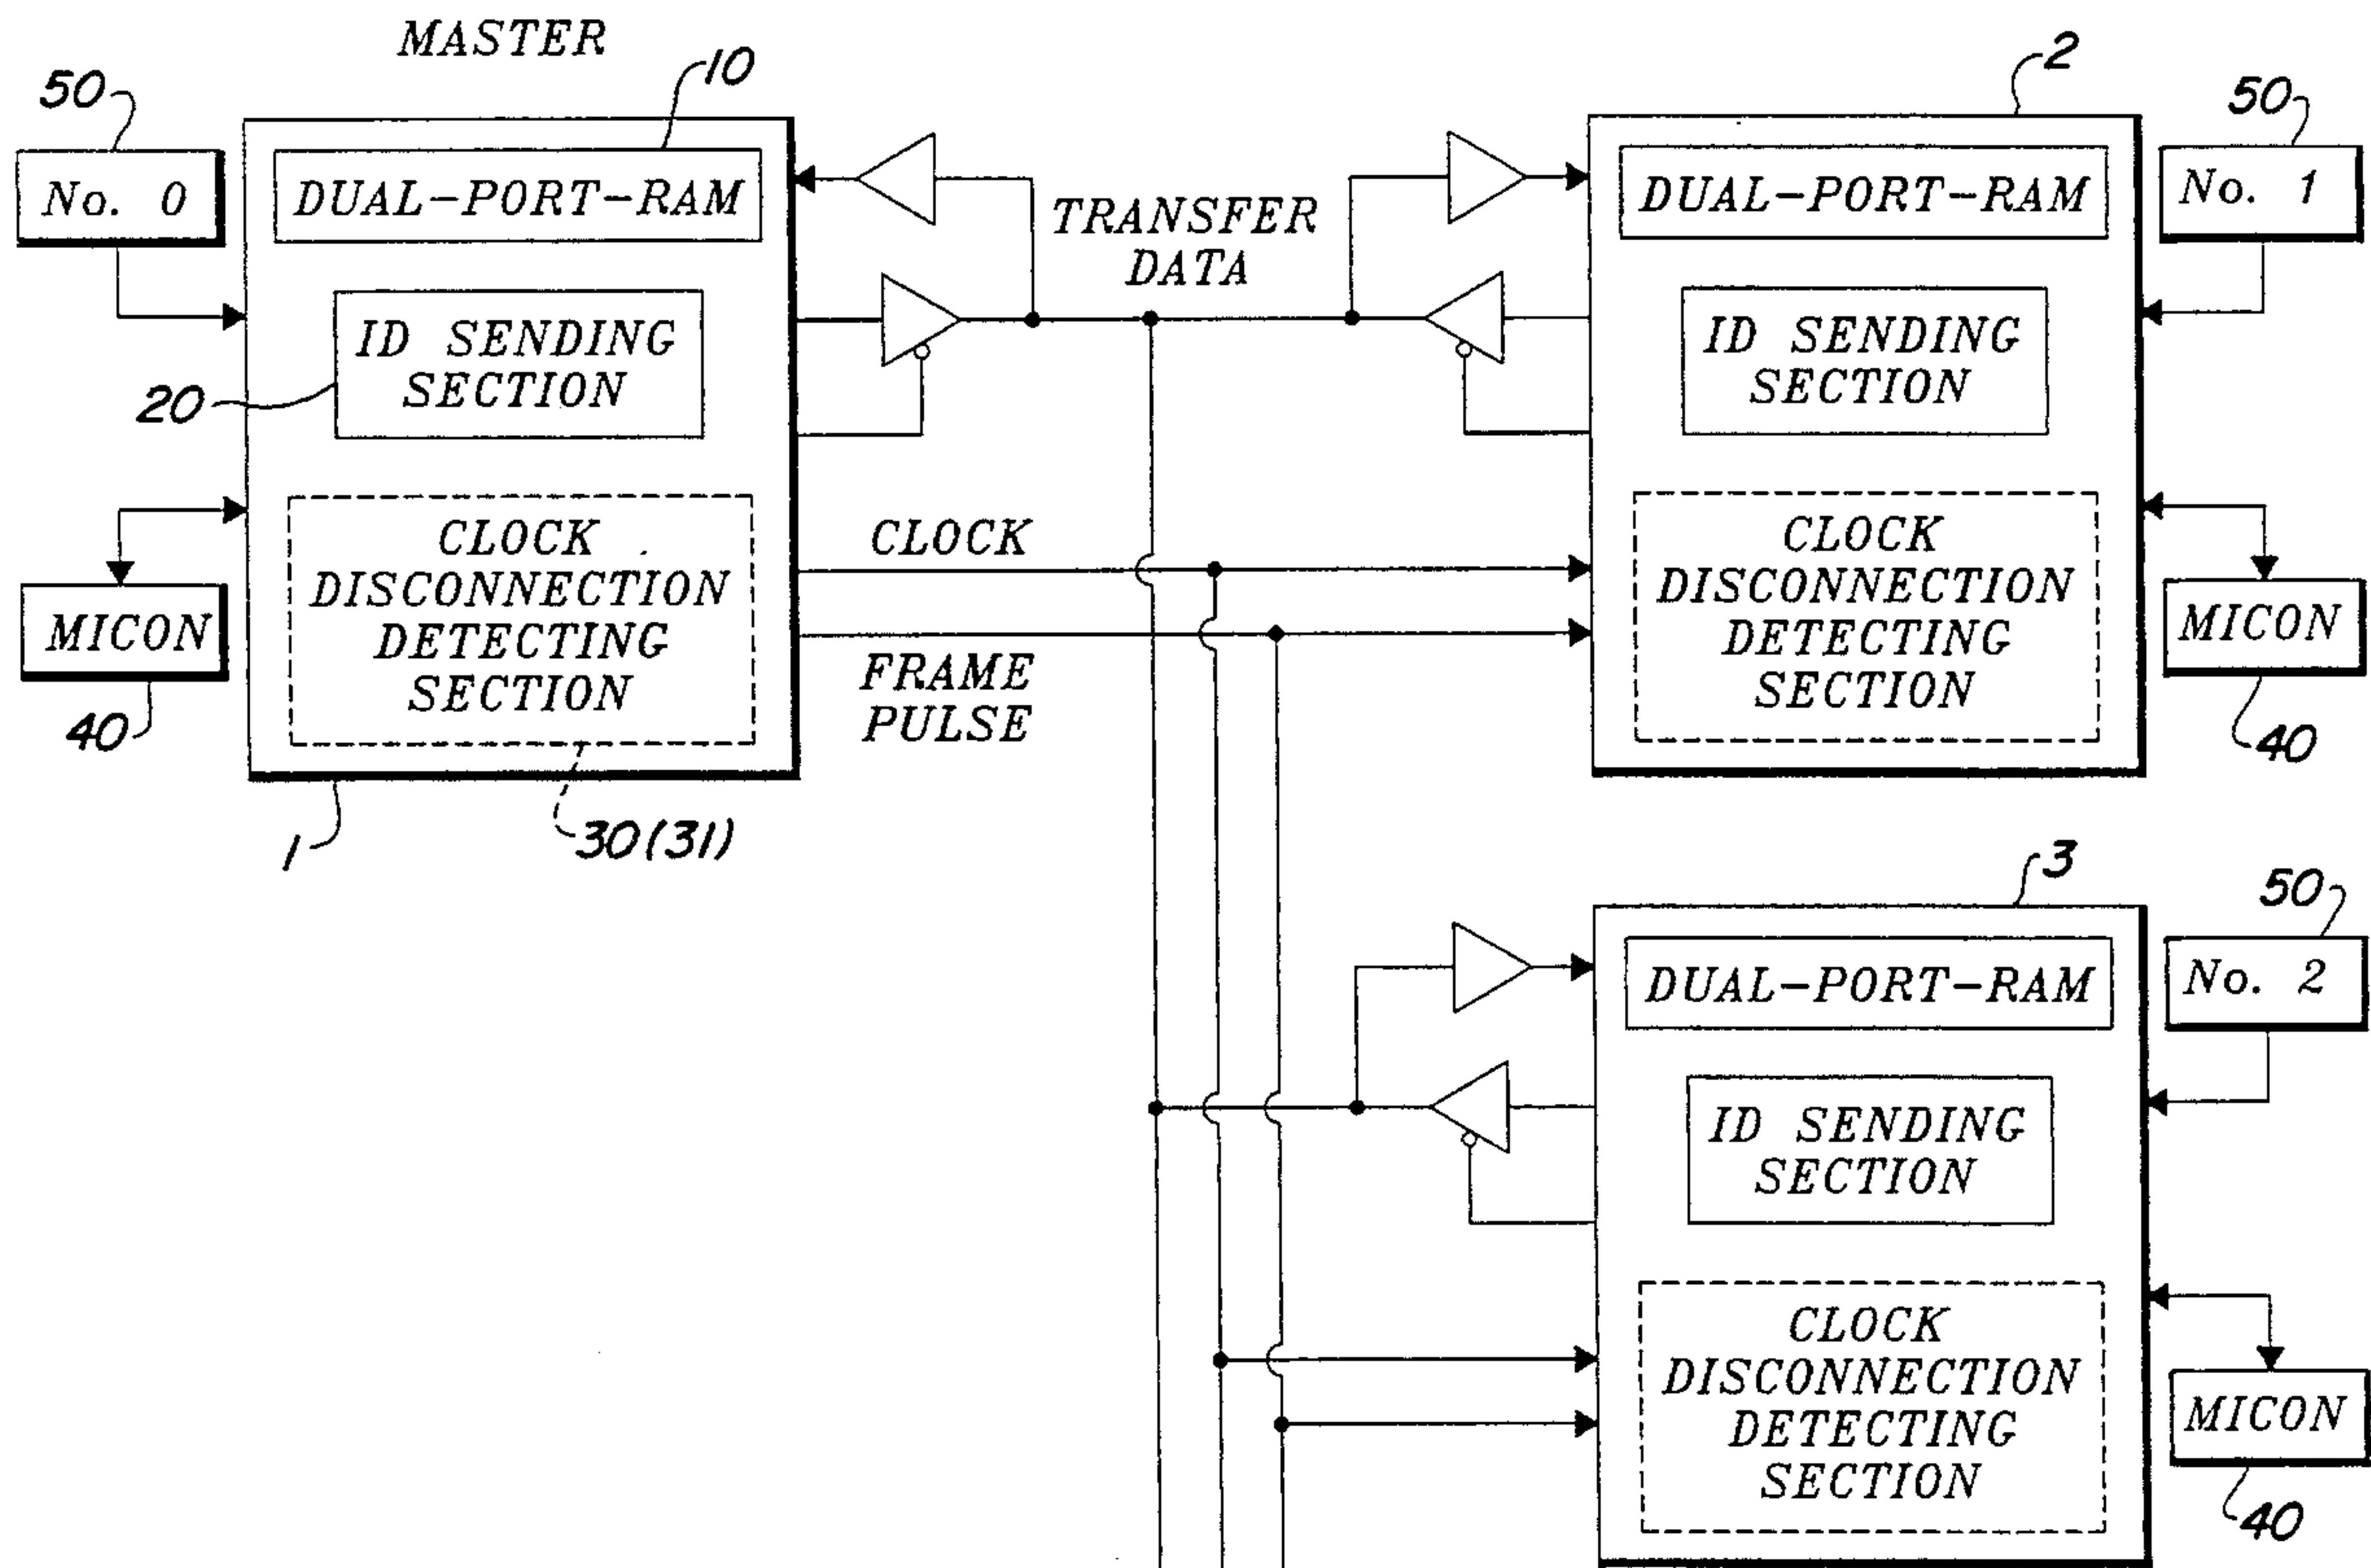 MASTER
50
10
No. 0
DUAL-PORT-RAM
ID SENDING
SECTION
20
CLOCK
DISCONNECTION
DETECTING
SECTION
MICON
40
1
30(31)
TRANSFER
DATA
CLOCK
FRAME
PULSE
2
50
DUAL-PORT-RAM
No. 1
ID SENDING
SECTION
CLOCK
DISCONNECTION
DETECTING
SECTION
MICON
40
3
50
DUAL-PORT-RAM
No. 2
ID SENDING
SECTION
CLOCK
DISCONNECTION
DETECTING
SECTION
MICON
40